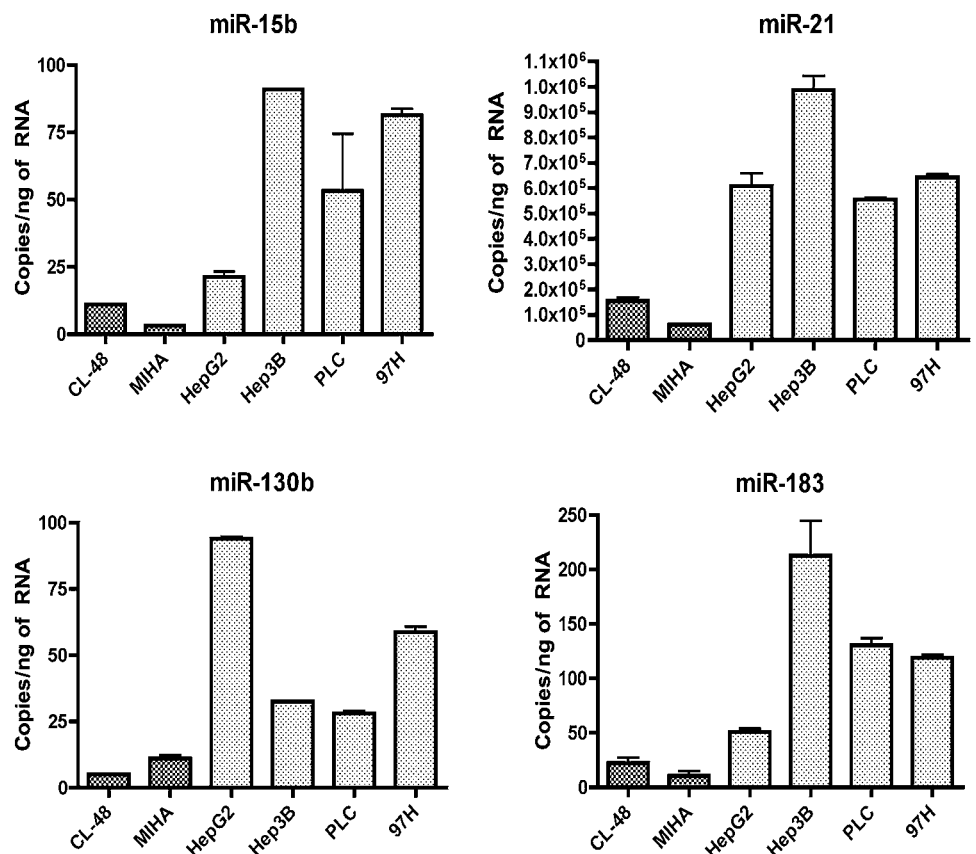 miR-15b
Copies/ng of RNA
100
75
50
25
0
CL-48
MIHA
HepG2
Hep3B
PLC
97H
miR-21
Copies/ng of RNA
1.1x10⁶
1.0x10⁶
9.0x10⁵
8.0x10⁵
7.0x10⁵
6.0x10⁵
5.0x10⁵
4.0x10⁵
3.0x10⁵
2.0x10⁵
1.0x10⁵
0
CL-48
MIHA
HepG2
Hep3B
PLC
97H
miR-130b
Copies/ng of RNA
100
75
50
25
0
CL-48
MIHA
HepG2
Hep3B
PLC
97H
miR-183
Copies/ng of RNA
250
200
150
100
50
0
CL-48
MIHA
HepG2
Hep3B
PLC
97H